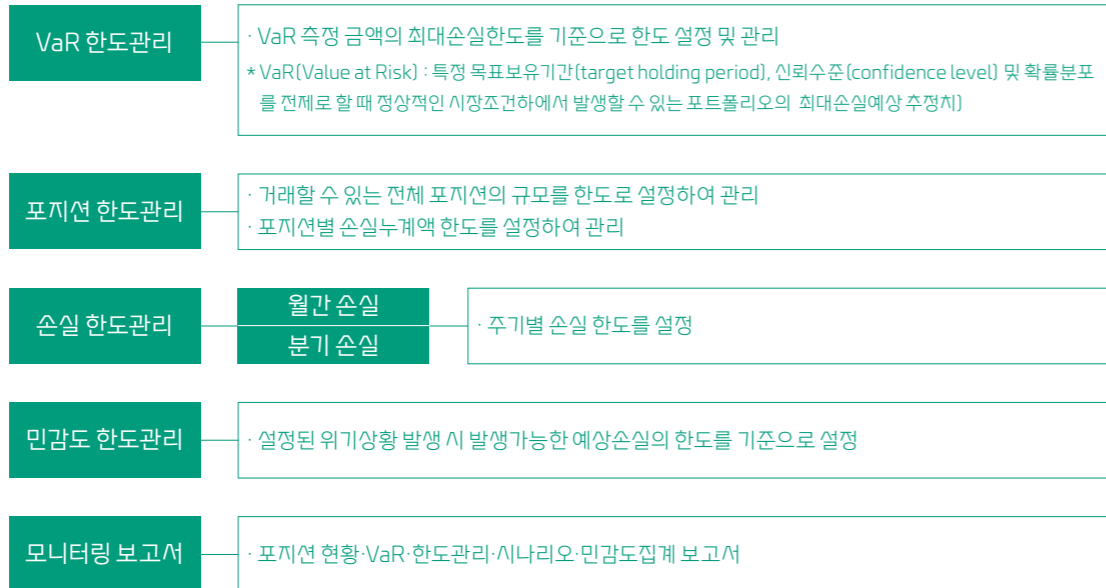 VaR 한도관리
· VaR 측정 금액의 최대손실한도를 기준으로 한도 설정 및 관리
* VaR(Value at Risk) : 특정 목표보유기간(target holding period), 신뢰수준(confidence level) 및 확률분포
를 전제로 할 때 정상적인 시장조건하에서 발생할 수 있는 포트폴리오의 최대손실예상 추정치)
포지션 한도관리
· 거래할 수 있는 전체 포지션의 규모를 한도로 설정하여 관리
· 포지션별 손실누계액 한도를 설정하여 관리
손실 한도관리
월간 손실
분기 손실
· 주기별 손실 한도를 설정
민감도 한도관리
· 설정된 위기상황 발생 시 발생가능한 예상손실의 한도를 기준으로 설정
모니터링 보고서
· 포지션 현황·VaR·한도관리·시나리오·민감도집계 보고서